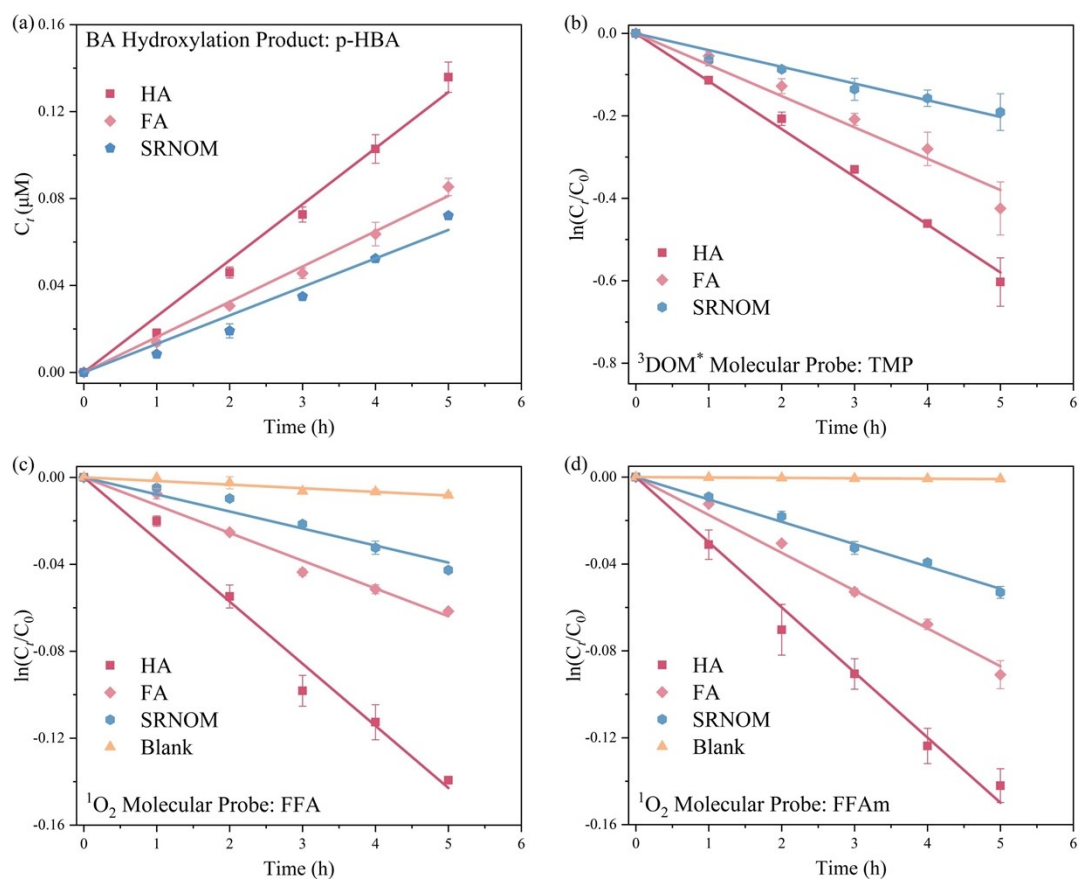 (a)
0.16
0.12
0.08
0.04
0.00
C_t (μM)
BA Hydroxylation Product: p-HBA
HA
FA
SRNOM
0 1 2 3 4 5 6
Time (h)
(b)
0.0
-0.2
-0.4
-0.6
-0.8
ln(C_t/C_0)
HA
FA
SRNOM
³DOM* Molecular Probe: TMP
0 1 2 3 4 5 6
Time (h)
(c)
0.00
-0.04
-0.08
-0.12
-0.16
ln(C_t/C_0)
HA
FA
SRNOM
Blank
¹O₂ Molecular Probe: FFA
0 1 2 3 4 5 6
Time (h)
(d)
0.00
-0.04
-0.08
-0.12
-0.16
ln(C_t/C_0)
HA
FA
SRNOM
Blank
¹O₂ Molecular Probe: FFAm
0 1 2 3 4 5 6
Time (h)